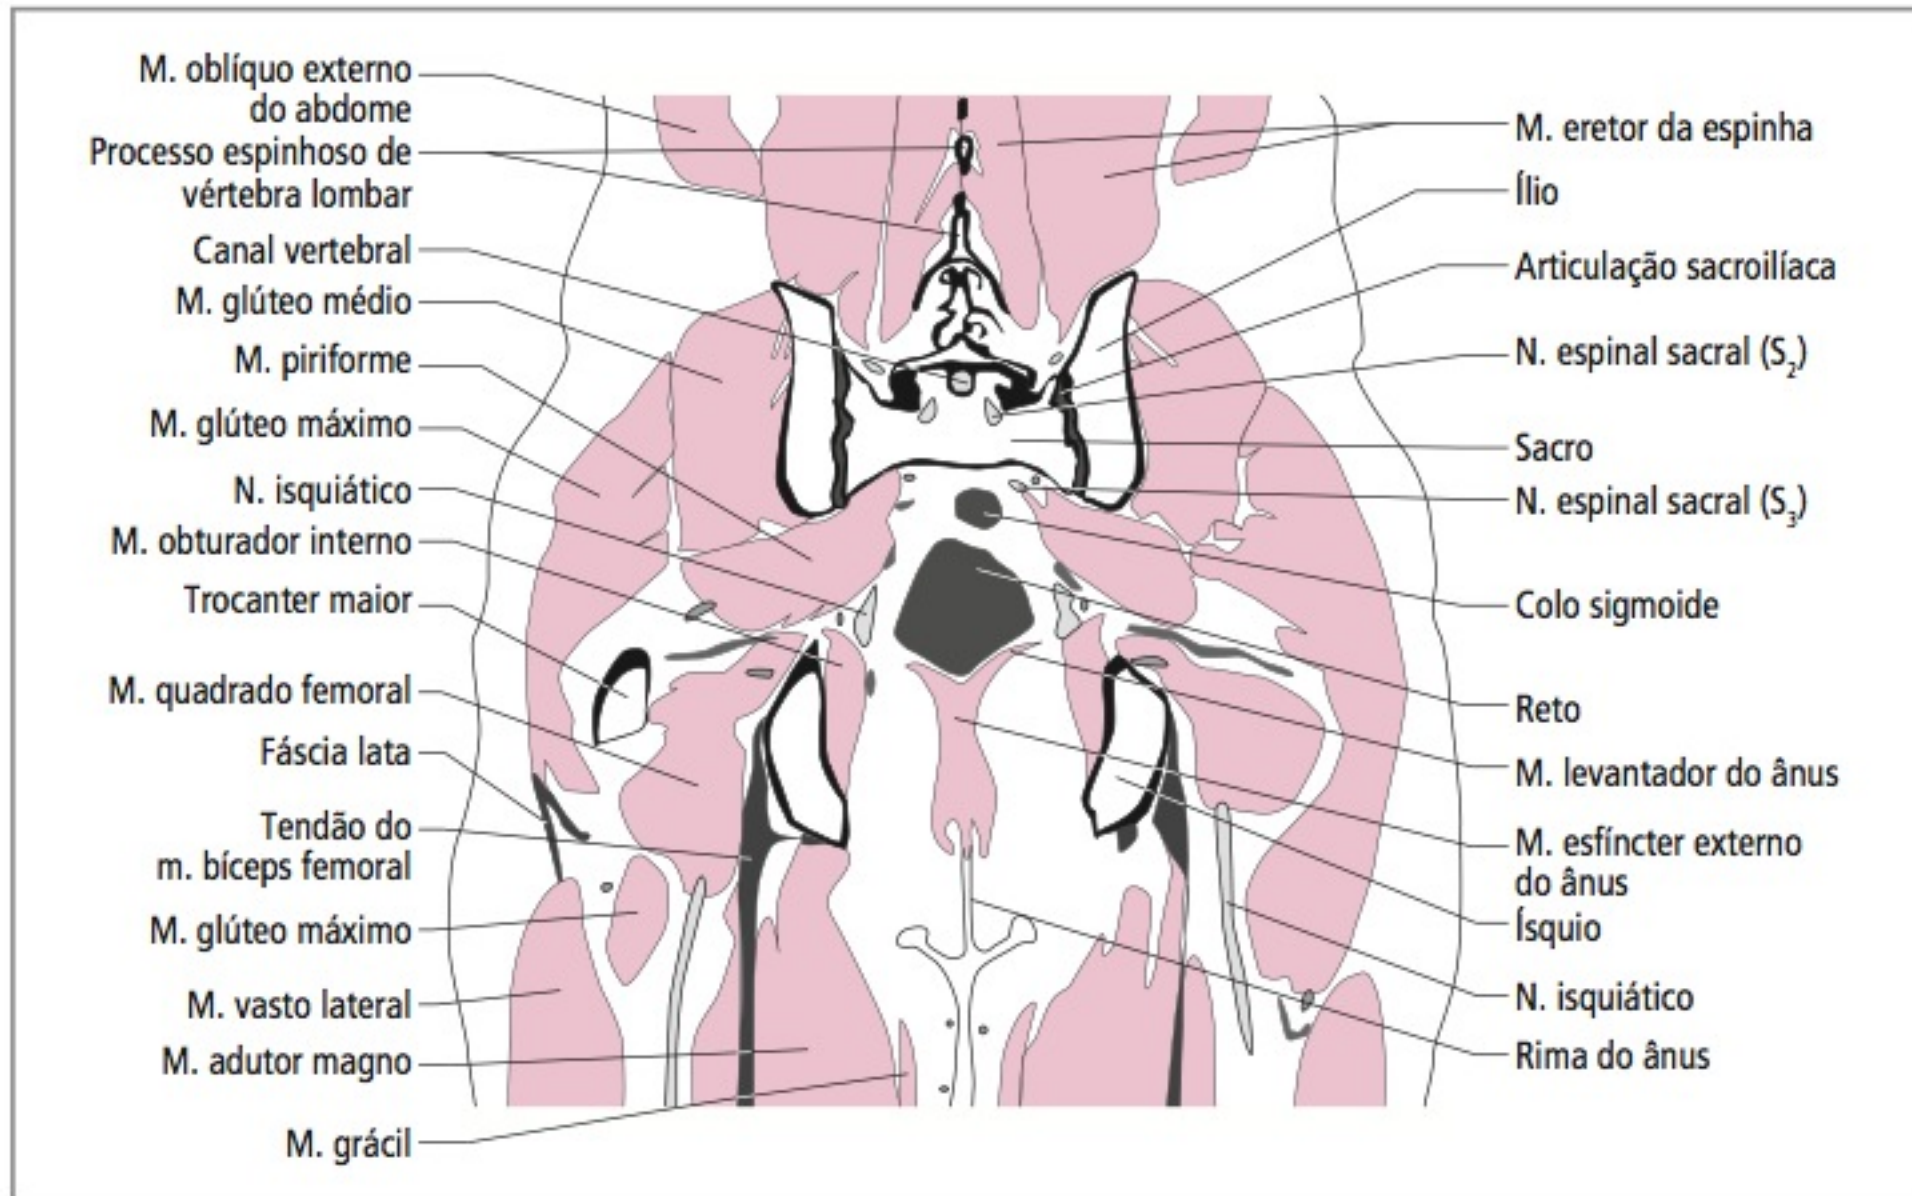 M. oblíquo externo
do abdome
Processo espinhoso de
vértebra lombar
Canal vertebral
M. glúteo médio
M. piriforme
M. glúteo máximo
N. isquiático
M. obturador interno
Trocanter maior
M. quadrado femoral
Fáscia lata
Tendão do
m. bíceps femoral
M. glúteo máximo
M. vasto lateral
M. adutor magno
M. grácil
M. eretor da espinha
Ílio
Articulação sacroilíaca
N. espinal sacral (S₂)
Sacro
N. espinal sacral (S₃)
Colo sigmoide
Reto
M. levantador do ânus
M. esfíncter externo
do ânus
Ísquio
N. isquiático
Rima do ânus